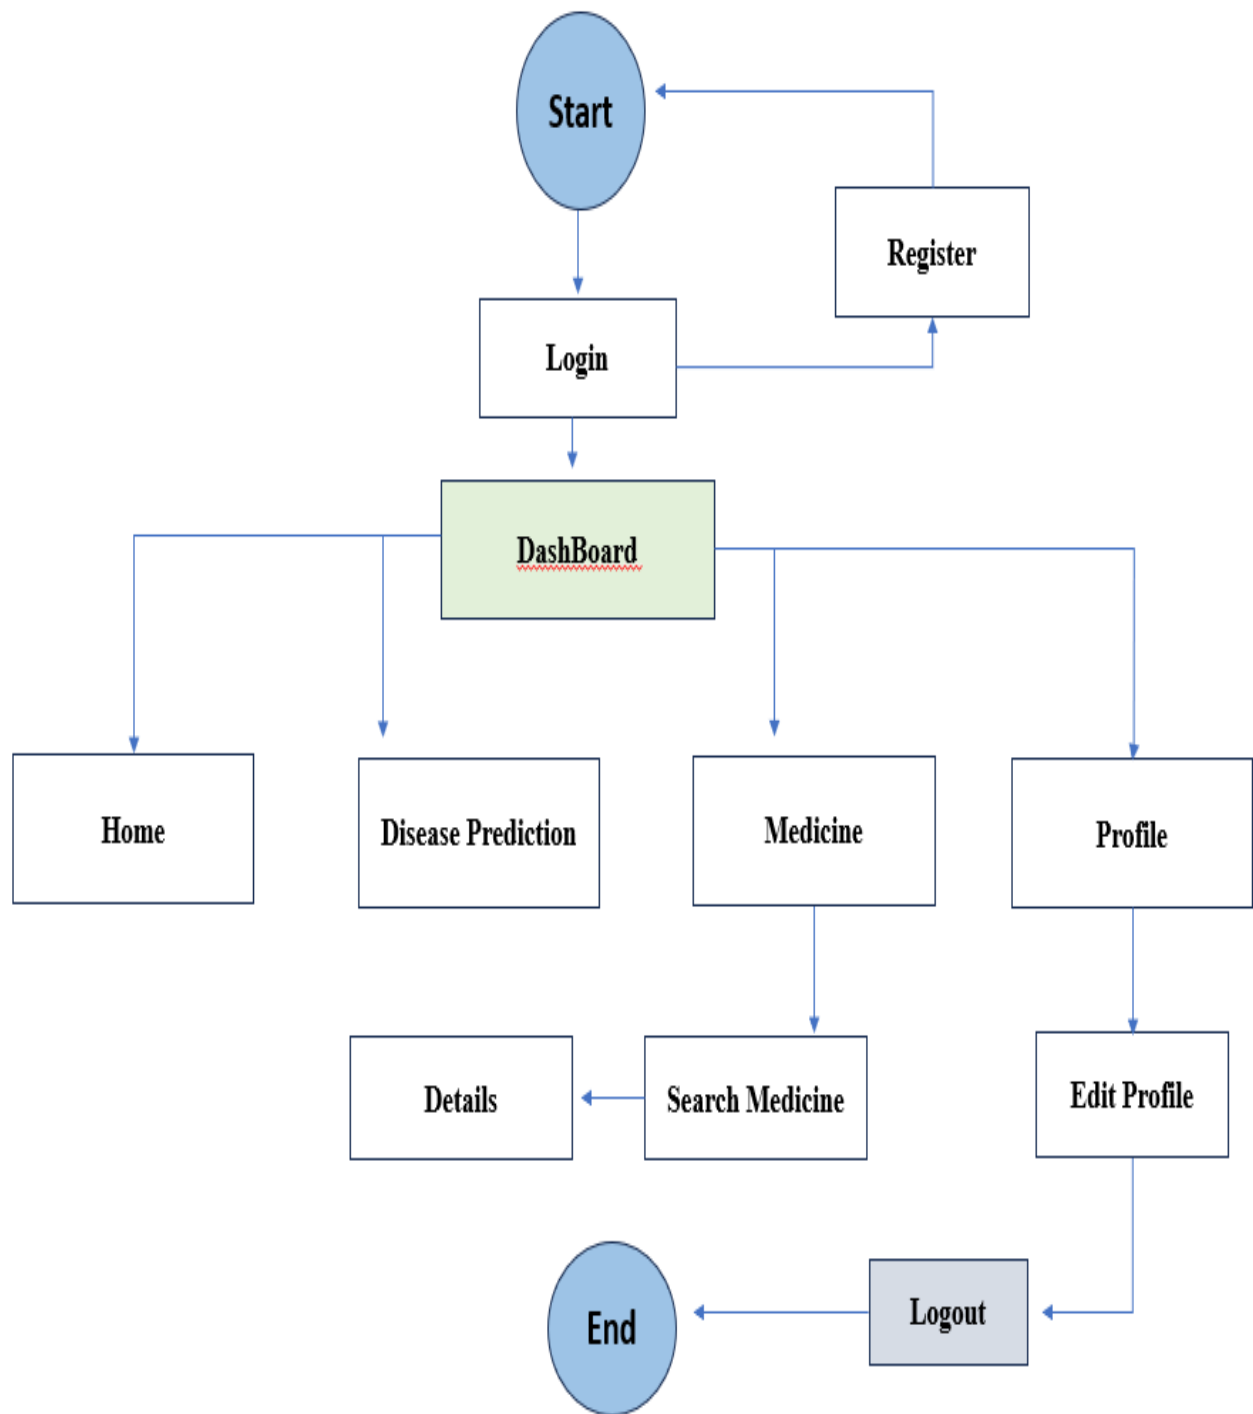 Start
Register
Login
DashBoard
Home
Disease Prediction
Medicine
Profile
Details
Search Medicine
Edit Profile
End
Logout